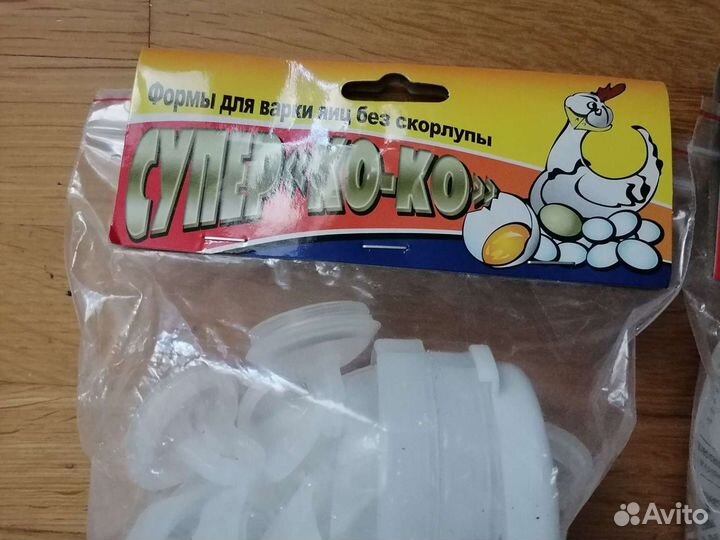 Формы для варки яиц без скорлупы
СУПЕР «КО-КО»
Avito